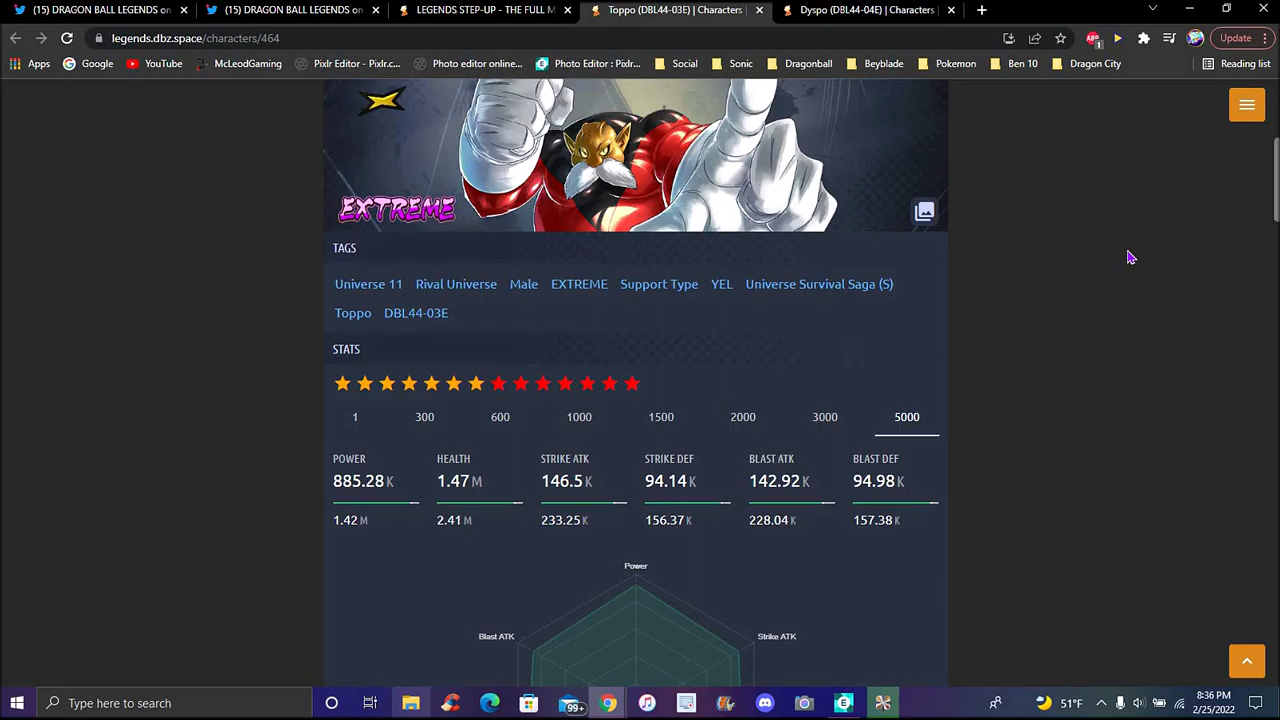 (15) DRAGON BALL LEGENDS on
(15) DRAGON BALL LEGENDS on
LEGENDS STEP-UP - THE FULL M
Toppo (DBL44-03E) | Characters
Dyspo (DBL44-04E) | Characters
legends.dbz.space/characters/464
ABP
1
Update
Apps
Google
YouTube
McLeodGaming
Pixlr Editor - Pixlr.c...
Photo editor online...
Photo Editor : Pixlr...
Social
Sonic
Dragonball
Beyblade
Pokemon
Ben 10
Dragon City
Reading list
EXTREME
TAGS
Universe 11 Rival Universe Male EXTREME Support Type YEL Universe Survival Saga (S)
Toppo DBL44-03E
STATS
1 300 600 1000 1500 2000 3000 5000
POWER HEALTH STRIKE ATK STRIKE DEF BLAST ATK BLAST DEF
885.28 K 1.47 M 146.5 K 94.14 K 142.92 K 94.98 K
1.42 M 2.41 M 233.25 K 156.37 K 228.04 K 157.38 K
Power
Blast ATK
Strike ATK
Type here to search
99+
51°F
8:36 PM
2/25/2022